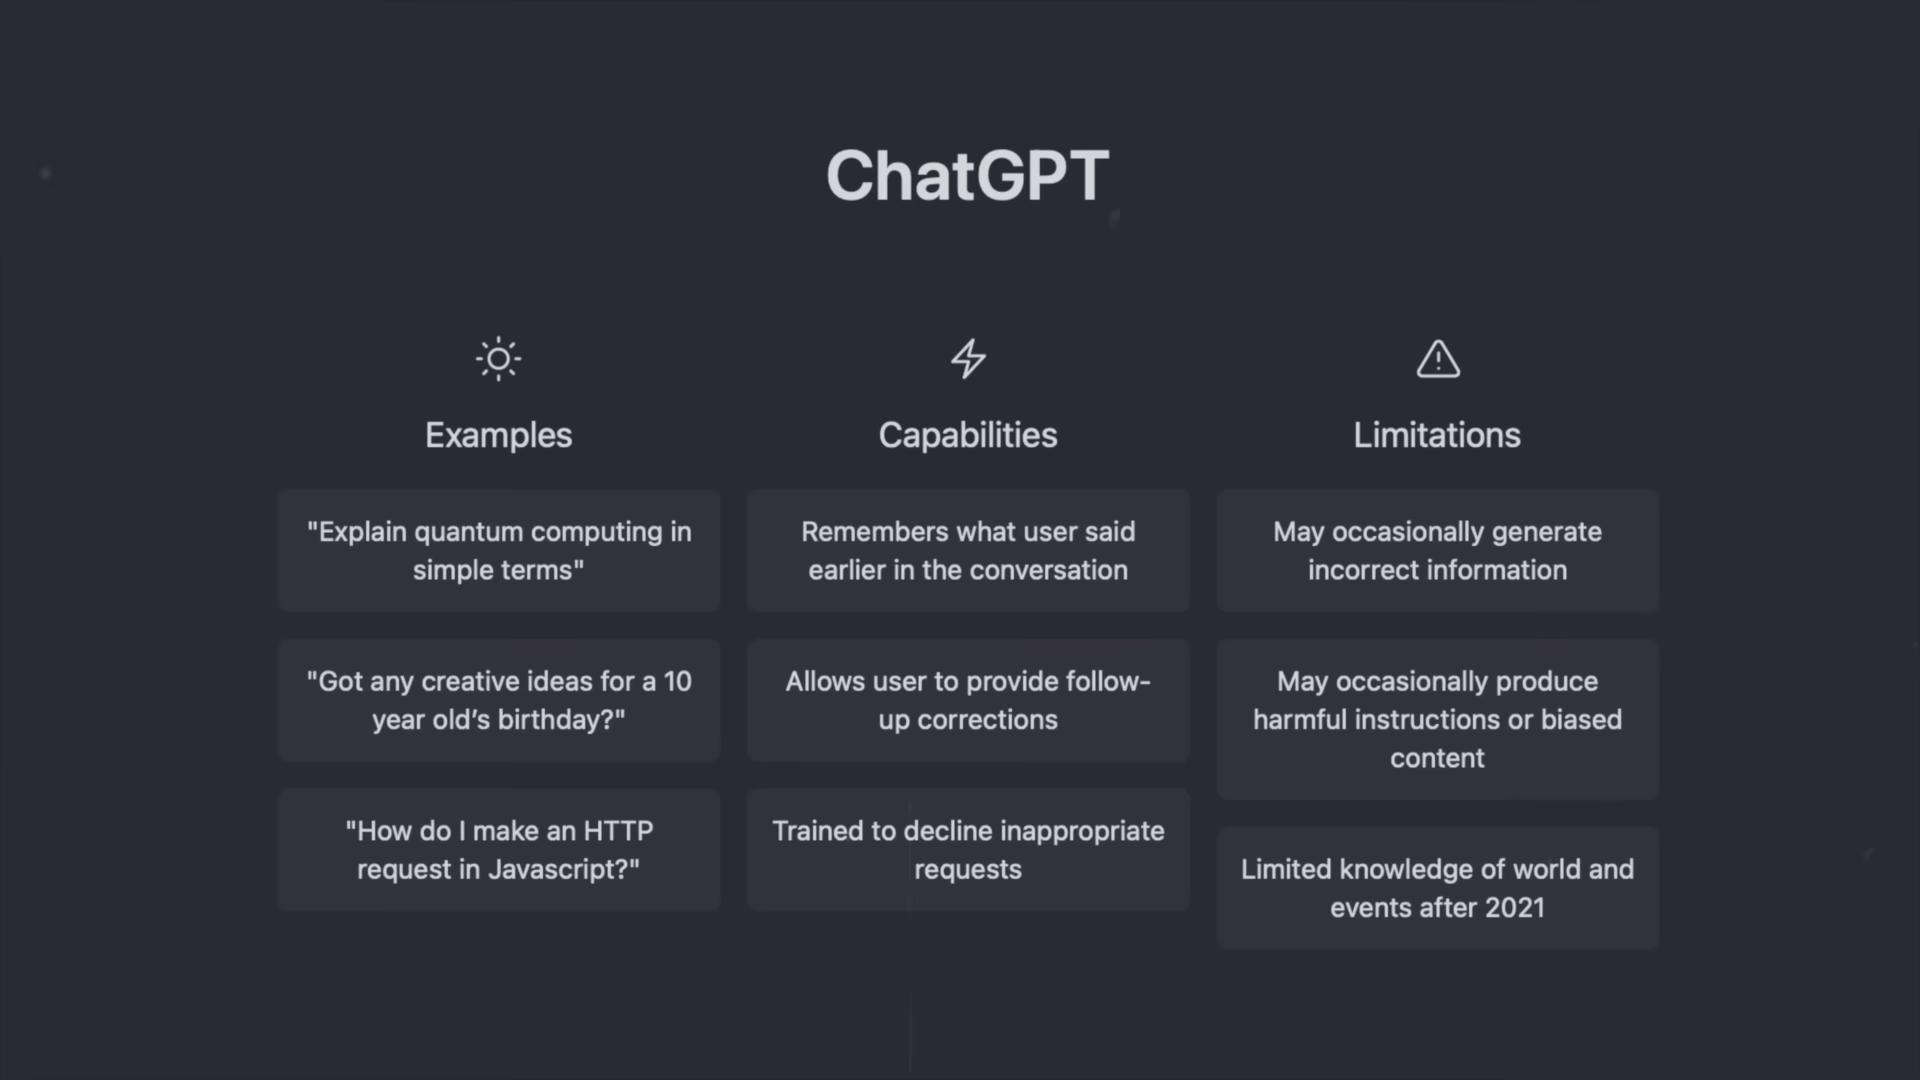 ChatGPT
Examples
"Explain quantum computing in
simple terms"
"Got any creative ideas for a 10
year old’s birthday?"
"How do I make an HTTP
request in Javascript?"
Capabilities
Remembers what user said
earlier in the conversation
Allows user to provide follow-
up corrections
Trained to decline inappropriate
requests
Limitations
May occasionally generate
incorrect information
May occasionally produce
harmful instructions or biased
content
Limited knowledge of world and
events after 2021